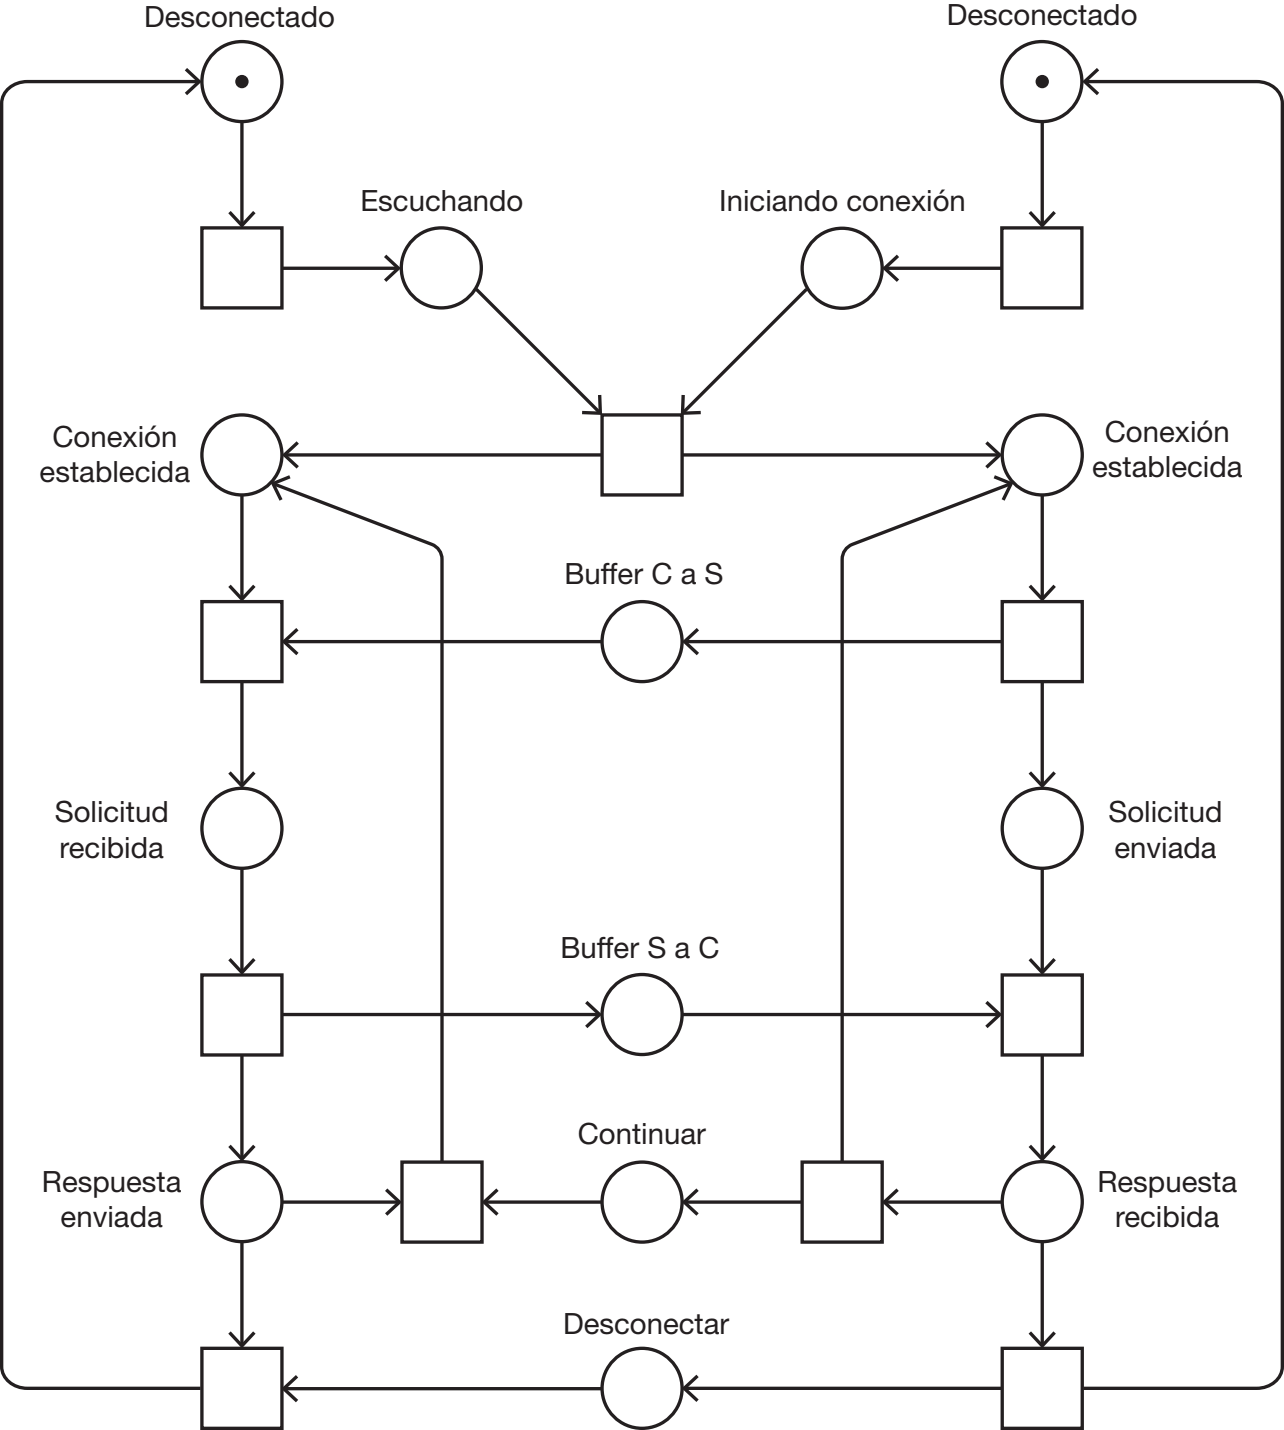 Desconectado
Desconectado
Escuchando
Iniciando conexión
Conexión
establecida
Conexión
establecida
Buffer C a S
Solicitud
recibida
Solicitud
enviada
Buffer S a C
Continuar
Respuesta
enviada
Respuesta
recibida
Desconectar